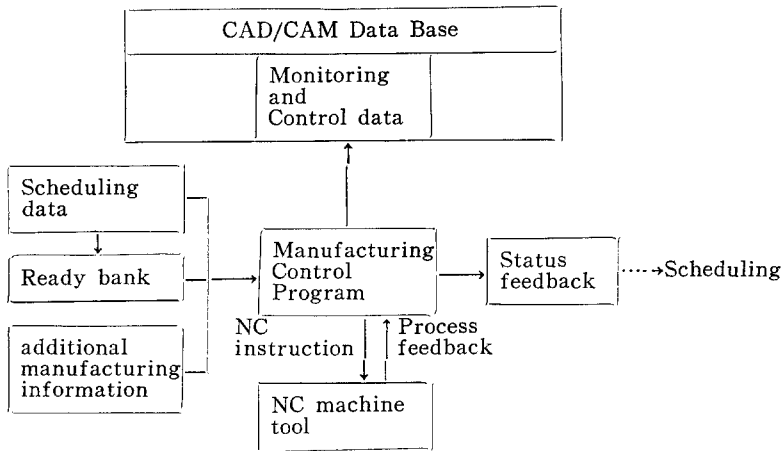 CAD/CAM Data Base
Monitoring
and
Control data
Scheduling
data
Ready bank
additional
manufacturing
information
Manufacturing
Control
Program
Status
feedback
Scheduling
NC
instruction
Process
feedback
NC machine
tool